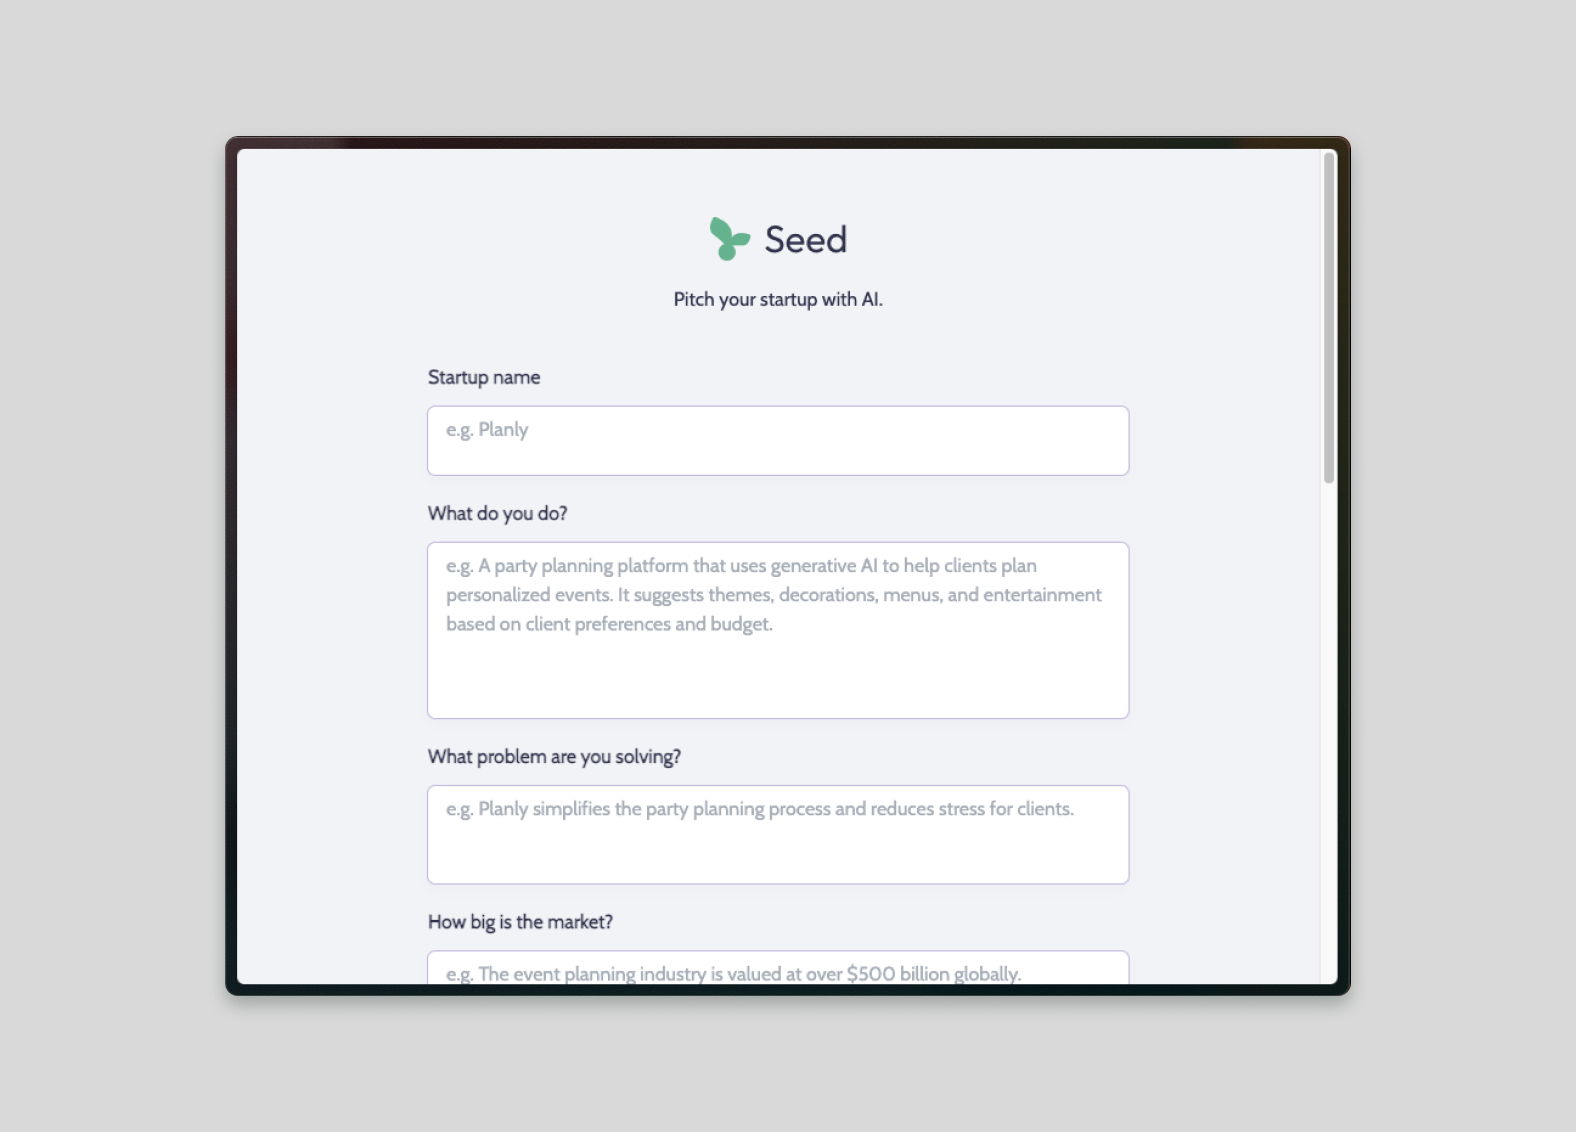 Seed
Pitch your startup with AI.
Startup name
e.g. Planly
What do you do?
e.g. A party planning platform that uses generative AI to help clients plan
personalized events. It suggests themes, decorations, menus, and entertainment
based on client preferences and budget.
What problem are you solving?
e.g. Planly simplifies the party planning process and reduces stress for clients.
How big is the market?
e.g. The event planning industry is valued at over $500 billion globally.